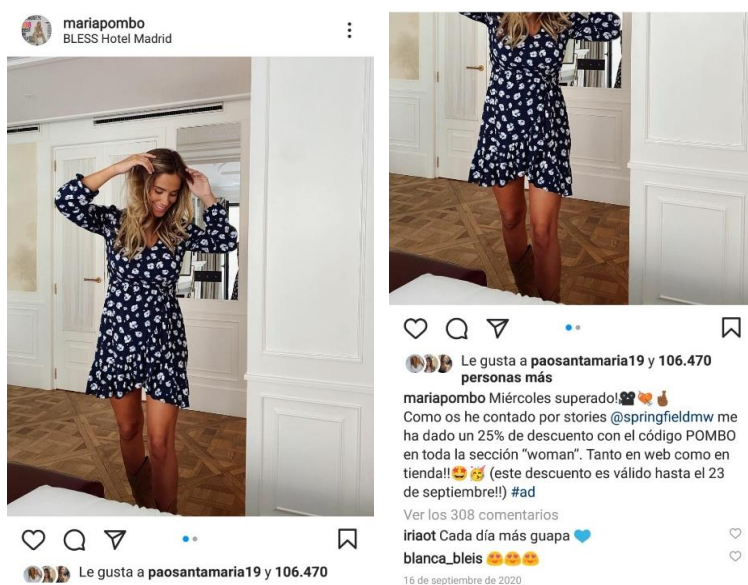 mariapombo
BLESS Hotel Madrid
Le gusta a paosantamaria19 y 106.470
Le gusta a paosantamaria19 y 106.470
personas más
mariapombo Miércoles superado!🎥💘🤞🏾
Como os he contado por stories @springfieldmw me
ha dado un 25% de descuento con el código POMBO
en toda la sección “woman”. Tanto en web como en
tienda!!🤩🥳 (este descuento es válido hasta el 23
de septiembre!!) #ad
Ver los 308 comentarios
iriaot Cada día más guapa 💙
blanca_bleis 😍😍😍
16 de septiembre de 2020